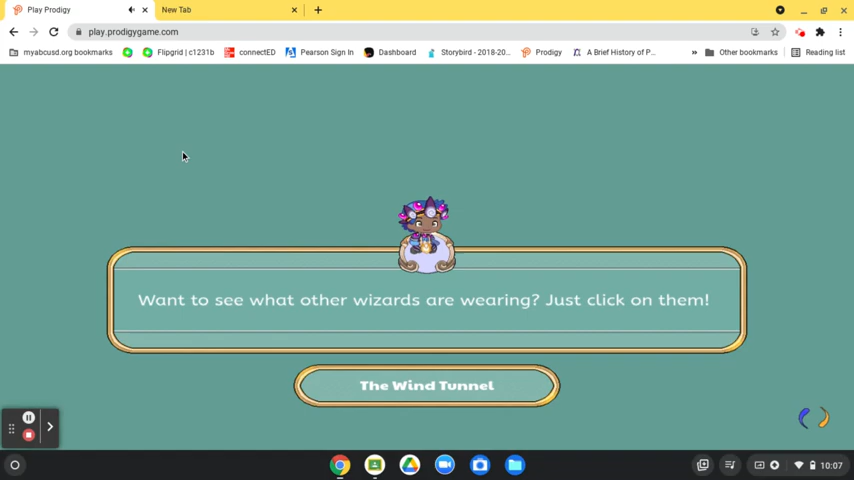 Play Prodigy
New Tab
play.prodigygame.com
myabcusd.org bookmarks
Flipgrid | c1231b
connectED
Pearson Sign In
Dashboard
Storybird - 2018-20...
Prodigy
A Brief History of P...
»
Other bookmarks
Reading list
Want to see what other wizards are wearing? Just click on them!
The Wind Tunnel
10:07